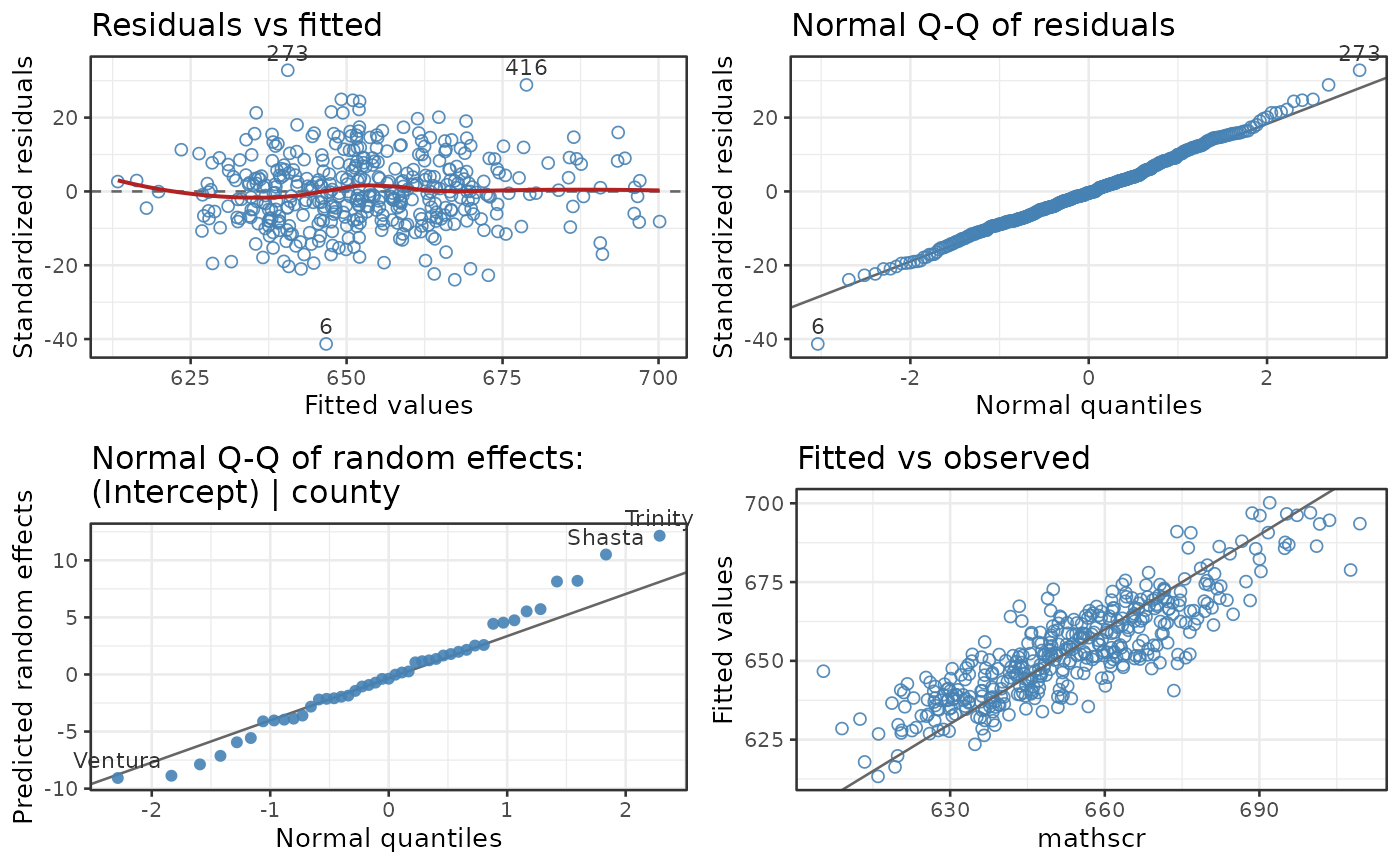 Residuals vs fitted
273
416
6
20
0
-20
-40
625
650
675
700
Fitted values
Standardized residuals
Normal Q-Q of residuals
273
6
20
0
-20
-40
-2
0
2
Normal quantiles
Standardized residuals
Normal Q-Q of random effects:
(Intercept) | county
Trinity
Shasta
Ventura
10
5
0
-5
-10
-2
-1
0
1
2
Normal quantiles
Predicted random effects
Fitted vs observed
700
675
650
625
630
660
690
mathscr
Fitted values